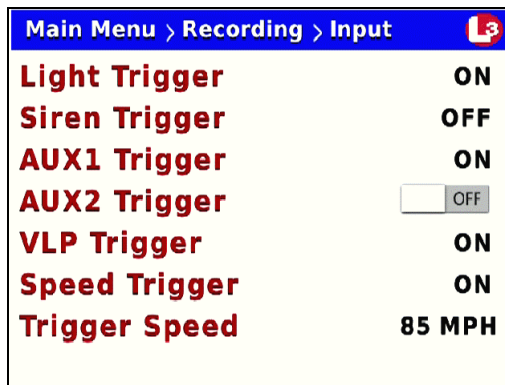 Main Menu > Recording > Input L3
Light Trigger ON
Siren Trigger OFF
AUX1 Trigger ON
AUX2 Trigger OFF
VLP Trigger ON
Speed Trigger ON
Trigger Speed 85 MPH